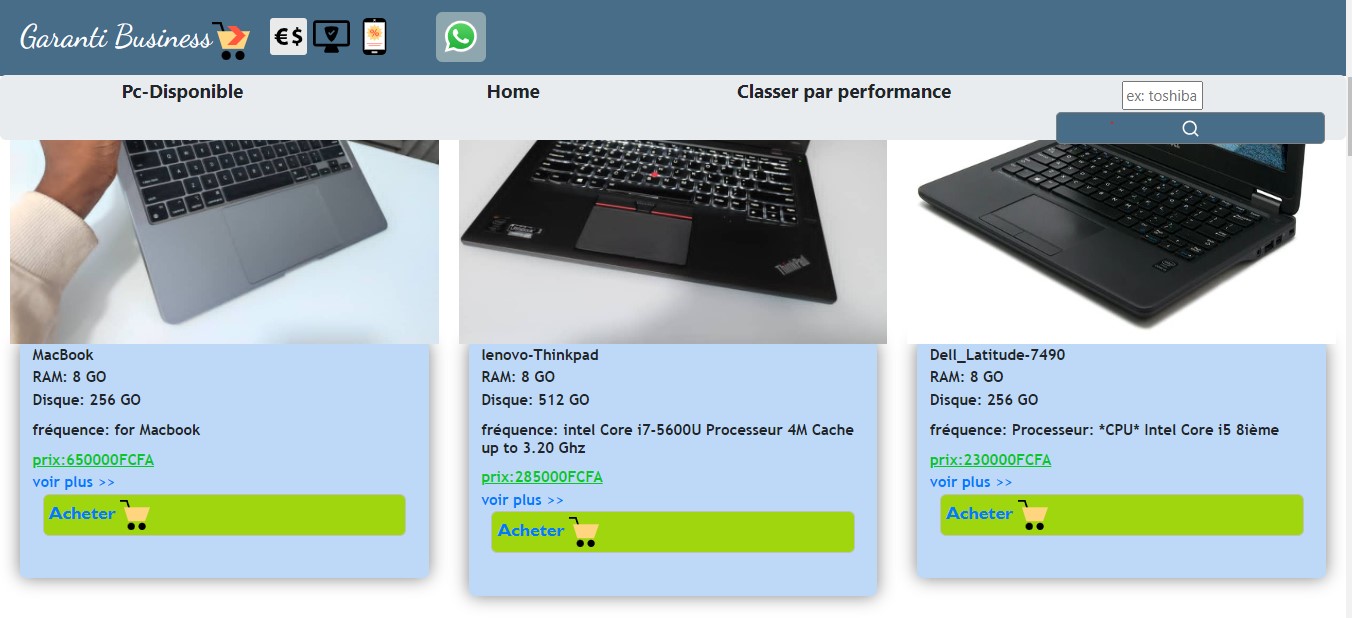 Garanti Business
€$
%
Pc-Disponible
Home
Classer par performance
ex: toshiba
ThinkPad
MacBook
RAM: 8 GO
Disque: 256 GO
fréquence: for Macbook
prix:650000FCFA
voir plus >>
Acheter
lenovo-Thinkpad
RAM: 8 GO
Disque: 512 GO
fréquence: intel Core i7-5600U Processeur 4M Cache
up to 3.20 Ghz
prix:285000FCFA
voir plus >>
Acheter
Dell_Latitude-7490
RAM: 8 GO
Disque: 256 GO
fréquence: Processeur: *CPU* Intel Core i5 8ième
prix:230000FCFA
voir plus >>
Acheter